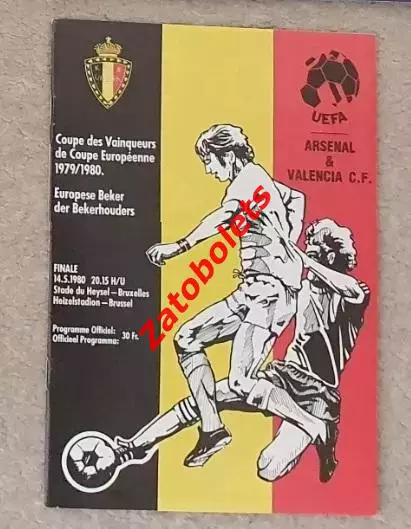 UEFA
ARSENAL
&
VALENCIA C.F.
Coupe des Vainqueurs
de Coupe Européenne
1979/1980.
Europese Beker
der Bekerhouders
FINALE
14.5.1980 20.15 H/U
Stade du Heysel – Bruxelles
Heizelstadion – Brussel
Programme Officiel: 30 Fr.
Officieel Programma:
Zatobolets